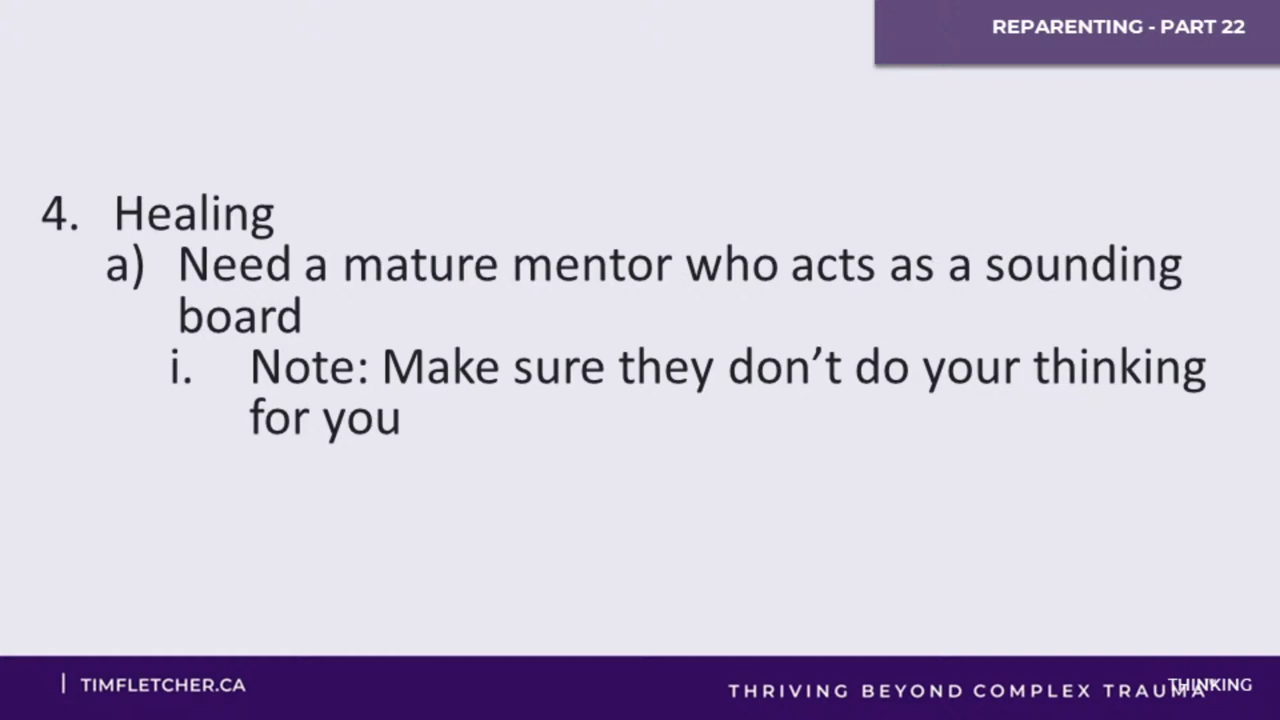 REPARENTING - PART 22
4. Healing
a) Need a mature mentor who acts as a sounding
board
i. Note: Make sure they don’t do your thinking
for you
| TIMFLETCHER.CA
THRIVING BEYOND COMPLEX TRAUMA
THINKING